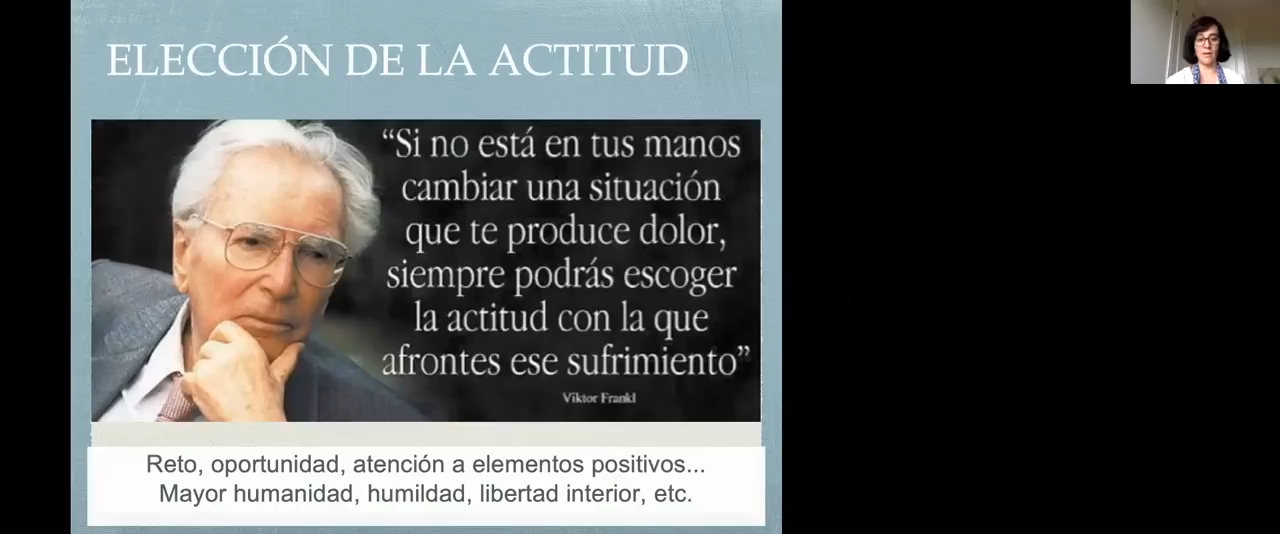 ELECCIÓN DE LA ACTITUD
“Si no está en tus manos
cambiar una situación
que te produce dolor,
siempre podrás escoger
la actitud con la que
afrontes ese sufrimiento”
Viktor Frankl
Reto, oportunidad, atención a elementos positivos...
Mayor humanidad, humildad, libertad interior, etc.